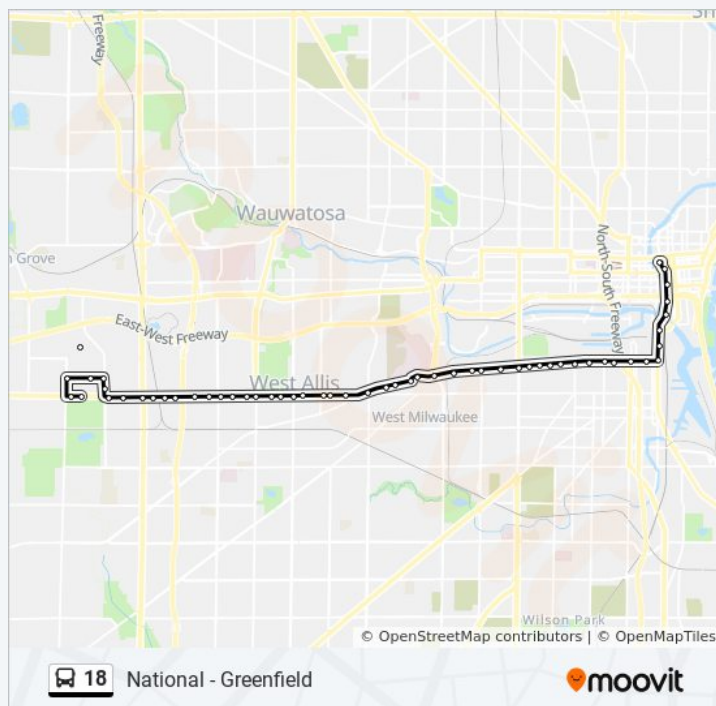 Freeway
Sh
Wauwatosa
n Grove
North-South Freeway
East-West Freeway
West Allis
West Milwaukee
Wilson Park
© OpenStreetMap contributors | © OpenMapTiles
18 National - Greenfield
moovit